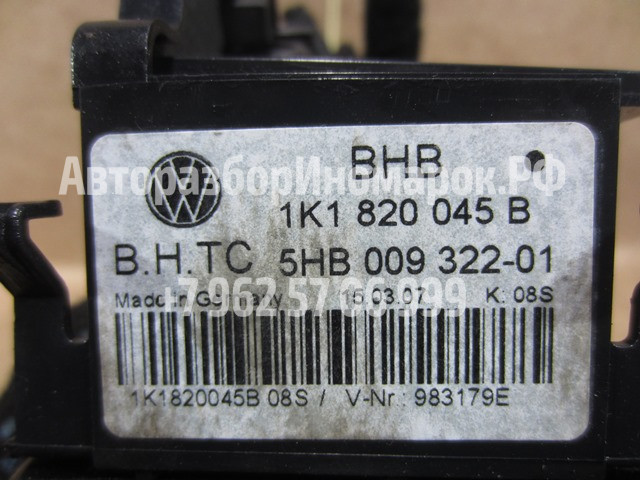 BHB
АвторазборИномарок.РФ
1K1 820 045 B
B.H.TC 5HB 009 322-01
+7962 57 00 999
Made in Germany 15.03.07 K: 08S
1K1820045B 08S / V-Nr.: 983179E